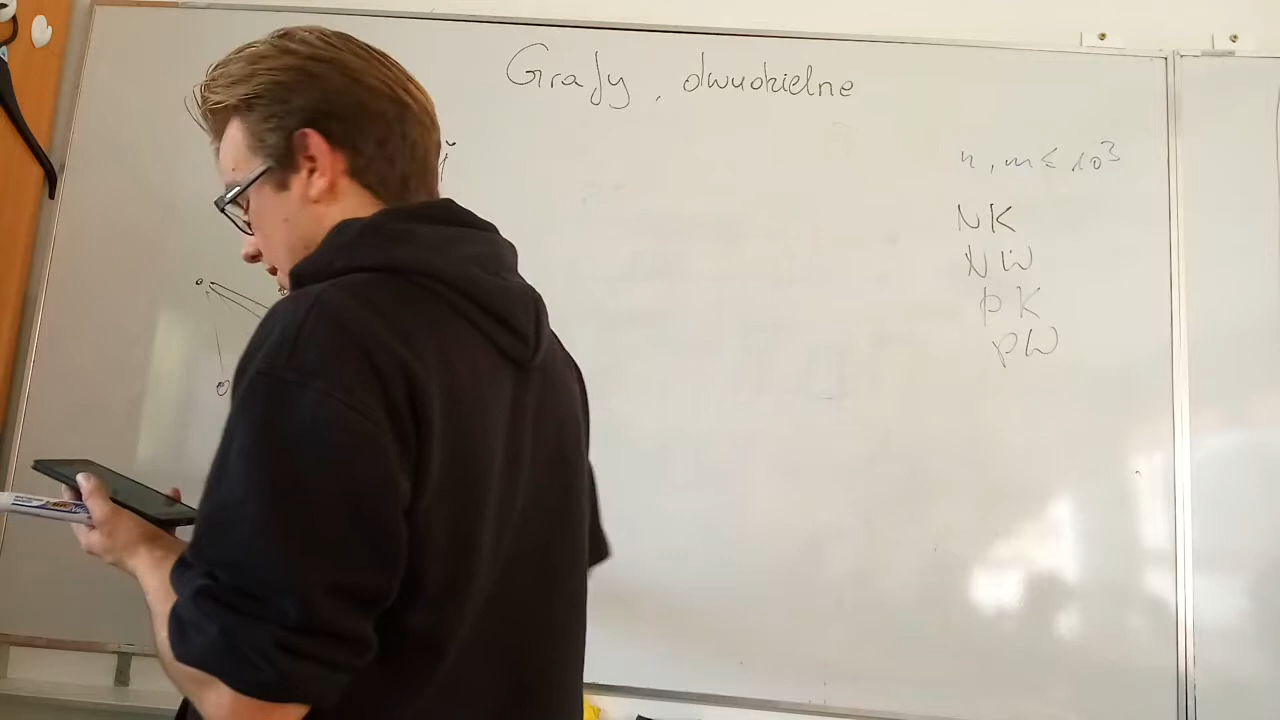 Grafy dwudzielne
n, m ≤ 10³
NK
NW
PK
PW